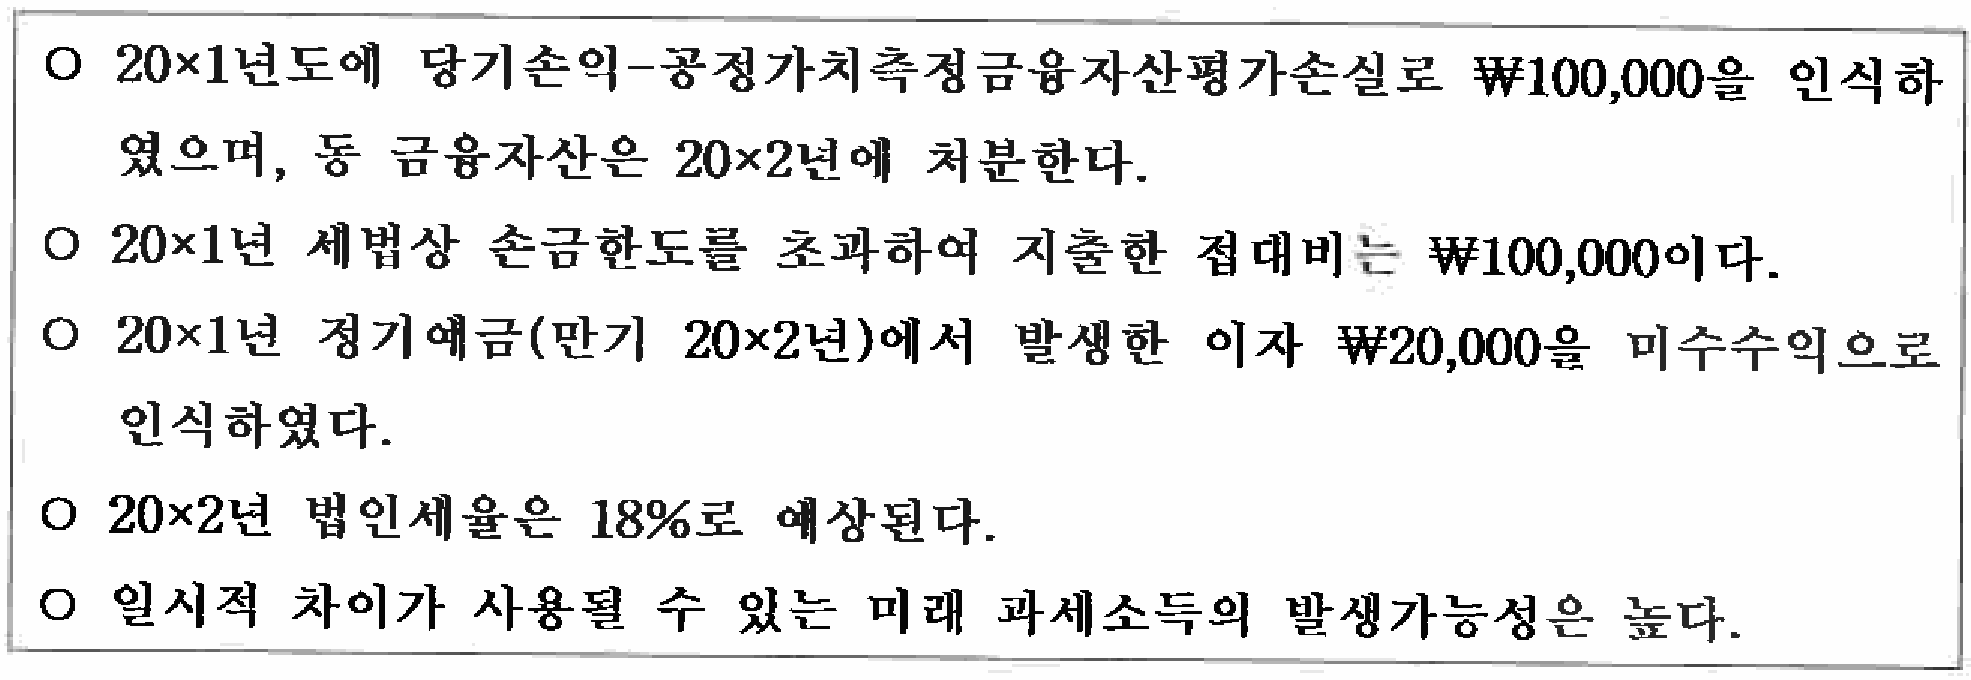 ○ 20×1년도에 당기손익-공정가치측정금융자산평가손실로 ₩100,000을 인식하
였으며, 동 금융자산은 20×2년에 처분한다.
○ 20×1년 세법상 손금한도를 초과하여 지출한 접대비는 ₩100,000이다.
○ 20×1년 정기예금(만기 20×2년)에서 발생한 이자 ₩20,000을 미수수익으로
인식하였다.
○ 20×2년 법인세율은 18%로 예상된다.
○ 일시적 차이가 사용될 수 있는 미래 과세소득의 발생가능성은 높다.